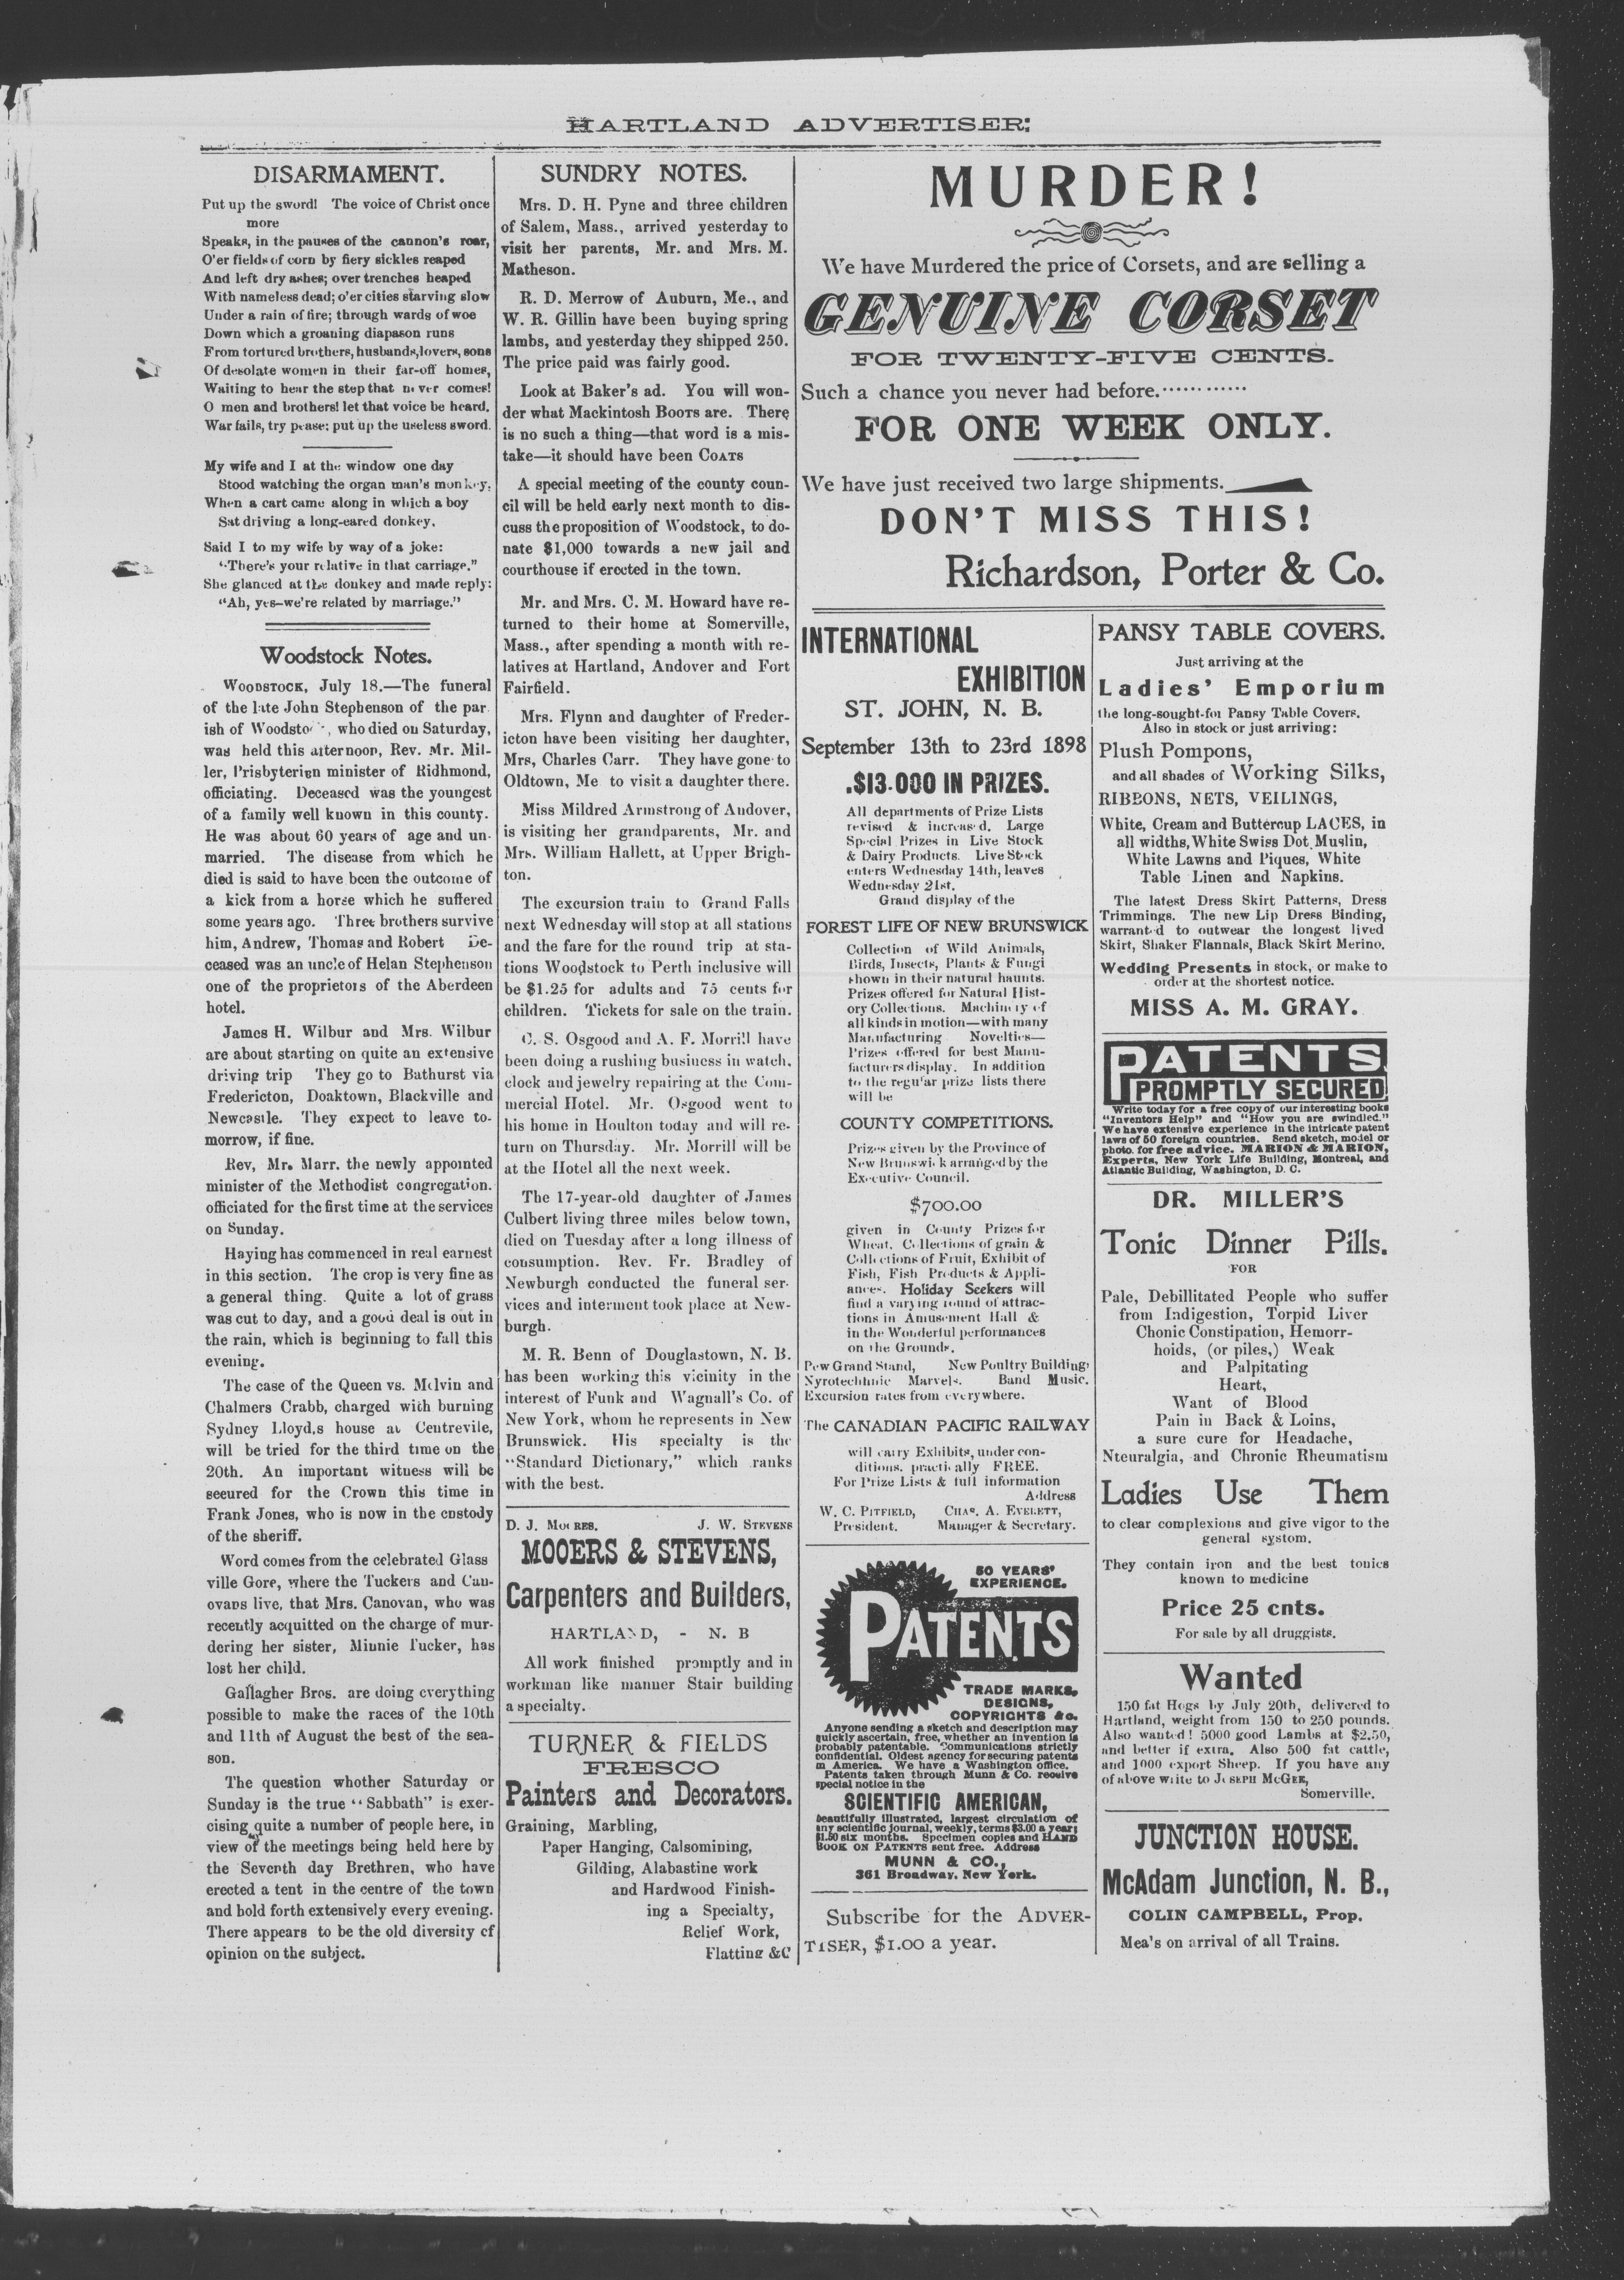 HARTLAND ADVERTISER:
DISARMAMENT.
Put up the sword! The voice of Christ once
more
Speaks, in the pauses of the cannon's roar,
O'er fields of corn by fiery sickles reaped
And left dry ashes; over trenches heaped
With nameless dead; o'er cities starving slow
Under a rain of fire; through wards of woe
Down which a groaning diapason runs
From tortured brothers, husbands,lovers, sons
Of desolate women in their far-off homes,
Waiting to hear the step that never comes!
O men and brothers! let that voice be heard.
War fails, try pease; put up the useless sword.
My wife and I at the window one day
Stood watching the organ man's monkey,
When a cart came along in which a boy
Sat driving a long-eared donkey,
Said I to my wife by way of a joke:
"There's your relative in that carriage."
She glanced at the donkey and made reply:
"Ah, yes—we're related by marriage."
Woodstock Notes.
WOODSTOCK, July 18.—The funeral
of the late John Stephenson of the par
ish of Woodsto , who died on Saturday,
was held this afternoon, Rev. Mr. Mil-
ler, Prisbyterien minister of Ridhmond,
officiating. Deceased was the youngest
of a family well known in this county.
He was about 60 years of age and un-
married. The disease from which he
died is said to have been the outcome of
a kick from a horse which he suffered
some years ago. Three brothers survive
him, Andrew, Thomas and Robert De-
ceased was an uncle of Helan Stephenson
one of the proprietors of the Aberdeen
hotel.
James H. Wilbur and Mrs. Wilbur
are about starting on quite an extensive
driving trip They go to Bathurst via
Fredericton, Doaktown, Blackville and
Newcastle. They expect to leave to-
morrow, if fine.
Rev, Mr. Marr. the newly appointed
minister of the Methodist congregation.
officiated for the first time at the services
on Sunday.
Haying has commenced in real earnest
in this section. The crop is very fine as
a general thing. Quite a lot of grass
was cut to day, and a good deal is out in
the rain, which is beginning to fall this
evening.
The case of the Queen vs. Melvin and
Chalmers Crabb, charged with burning
Sydney Lloyd,s house at Centrevile,
will be tried for the third time on the
20th. An important witness will be
seeured for the Crown this time in
Frank Jones, who is now in the cnstody
of the sheriff.
Word comes from the celebrated Glass
ville Gore, where the Tuckers and Can-
ovans live, that Mrs. Canovan, who was
recently acquitted on the charge of mur-
dering her sister, Minnie Tucker, has
lost her child.
Gallagher Bros. are doing everything
possible to make the races of the 10th
and 11th of August the best of the sea-
son.
The question whother Saturday or
Sunday is the true "Sabbath" is exer-
cising quite a number of people here, in
view of the meetings being held here by
the Seventh day Brethren, who have
erected a tent in the centre of the town
and hold forth extensively every evening.
There appears to be the old diversity of
opinion on the subject.
SUNDRY NOTES.
Mrs. D. H. Pyne and three children
of Salem, Mass., arrived yesterday to
visit her parents, Mr. and Mrs. M.
Matheson.
R. D. Merrow of Auburn, Me., and
W. R. Gillin have been buying spring
lambs, and yesterday they shipped 250.
The price paid was fairly good.
Look at Baker's ad. You will won-
der what Mackintosh BOOTS are. There
is no such a thing—that word is a mis-
take—it should have been COATS
A special meeting of the county coun-
cil will be held early next month to dis-
cuss the proposition of Woodstock, to do-
nate $1,000 towards a new jail and
courthouse if erected in the town.
Mr. and Mrs. C. M. Howard have re-
turned to their home at Somerville,
Mass., after spending a month with re-
latives at Hartland, Andover and Fort
Fairfield.
Mrs. Flynn and daughter of Freder-
icton have been visiting her daughter,
Mrs, Charles Carr. They have gone to
Oldtown, Me to visit a daughter there.
Miss Mildred Armstrong of Andover,
is visiting her grandparents, Mr. and
Mrs. William Hallett, at Upper Brigh-
ton.
The excursion train to Grand Falls
next Wednesday will stop at all stations
and the fare for the round trip at sta-
tions Woodstock to Perth inclusive will
be $1.25 for adults and 75 cents for
children. Tickets for sale on the train.
C. S. Osgood and A. F. Morrill have
been doing a rushing business in watch,
clock and jewelry repairing at the Com-
mercial Hotel. Mr. Osgood went to
his home in Houlton today and will re-
turn on Thursday. Mr. Morrill will be
at the Hotel all the next week.
The 17-year-old daughter of James
Culbert living three miles below town,
died on Tuesday after a long illness of
consumption. Rev. Fr. Bradley of
Newburgh conducted the funeral ser-
vices and interment took place at New-
burgh.
M. R. Benn of Douglastown, N. B.
has been working this vicinity in the
interest of Funk and Wagnall's Co. of
New York, whom he represents in New
Brunswick. His specialty is the
"Standard Dictionary," which ranks
with the best.
D. J. MOORES. J. W. STEVENS
MOOERS & STEVENS,
Carpenters and Builders,
HARTLAND, - N. B
All work finished promptly and in
workman like manner Stair building
a specialty.
TURNER & FIELDS
FRESCO
Painters and Decorators.
Graining, Marbling,
Paper Hanging, Calsomining,
Gilding, Alabastine work
and Hardwood Finish-
ing a Specialty,
Relief Work,
Flatting &C
MURDER!
We have Murdered the price of Corsets, and are selling a
GENUINE CORSET
FOR TWENTY-FIVE CENTS.
Such a chance you never had before............
FOR ONE WEEK ONLY.
We have just received two large shipments.
DON'T MISS THIS!
Richardson, Porter & Co.
INTERNATIONAL
EXHIBITION
ST. JOHN, N. B.
September 13th to 23rd 1898
.$13.000 IN PRIZES.
All departments of Prize Lists
revised & increas'd. Large
Special Prizes in Live Stock
& Dairy Products. Live Stock
enters Wednesday 14th, leaves
Wednesday 21st.
Grand display of the
FOREST LIFE OF NEW BRUNSWICK
Collection of Wild Animals,
Birds, Insects, Plants & Fungi
shown in their natural haunts.
Prizes offered for Natural Hist-
ory Collections. Machinery of
all kinds in motion—with many
Manufacturing Novelties—
Prizes offered for best Manu-
facturers display. In addition
to the regular prize lists there
will be
COUNTY COMPETITIONS.
Prizes given by the Province of
New Brunswick arranged by the
Executive Council.
$700.00
given in County Prizes for
Wheat, Collections of grain &
Collections of Fruit, Exhibit of
Fish, Fish Products & Appli-
ances. Holiday Seekers will
find a varying round of attrac-
tions in Amusement Hall &
in the Wonderful performances
on the Grounds.
Pew Grand Stand, New Poultry Building,
Nyrotechhnic Marvels. Band Music.
Excursion rates from everywhere.
The CANADIAN PACIFIC RAILWAY
will carry Exhibits, under con-
ditions, practically FREE.
For Prize Lists & full information
Address
W. C. PITFIELD, CHAS. A. EVERETT,
President. Manager & Secretary.
50 YEARS'
EXPERIENCE.
PATENTS
TRADE MARKS,
DESIGNS,
COPYRIGHTS &c.
Anyone sending a sketch and description may
quickly ascertain, free, whether an invention is
probably patentable. Communications strictly
confidential. Oldest agency for securing patents
in America. We have a Washington office.
Patents taken through Munn & Co. receive
special notice in the
SCIENTIFIC AMERICAN,
beautifully illustrated, largest circulation of
any scientific journal, weekly, terms $3.00 a year;
$1.50 six months. Specimen copies and HAND
BOOK ON PATENTS sent free. Address
MUNN & CO.,
361 Broadway, New York.
Subscribe for the ADVER-
TISER, $1.00 a year.
PANSY TABLE COVERS.
Just arriving at the
Ladies' Emporium
the long-sought-for Pansy Table Covers.
Also in stock or just arriving:
Plush Pompons,
and all shades of Working Silks,
RIBBONS, NETS, VEILINGS,
White, Cream and Buttercup LACES, in
all widths, White Swiss Dot Muslin,
White Lawns and Piques, White
Table Linen and Napkins.
The latest Dress Skirt Patterns, Dress
Trimmings. The new Lip Dress Binding,
warranted to outwear the longest lived
Skirt, Shaker Flannals, Black Skirt Merino.
Wedding Presents in stock, or make to
order at the shortest notice.
MISS A. M. GRAY.
PATENTS
PROMPTLY SECURED
Write today for a free copy of our interesting books
"Inventors Help" and "How you are swindled."
We have extensive experience in the intricate patent
laws of 50 foreign countries. Send sketch, model or
photo. for free advice. MARION & MARION,
Experts, New York Life Building, Montreal, and
Atlantic Building, Washington, D. C.
DR. MILLER'S
Tonic Dinner Pills.
FOR
Pale, Debillitated People who suffer
from Indigestion, Torpid Liver
Chonic Constipation, Hemorr-
hoids, (or piles,) Weak
and Palpitating
Heart,
Want of Blood
Pain in Back & Loins,
a sure cure for Headache,
Nteuralgia, and Chronic Rheumatism
Ladies Use Them
to clear complexions and give vigor to the
general systom.
They contain iron and the best tonics
known to medicine
Price 25 cnts.
For sale by all druggists.
Wanted
150 fat Hogs by July 20th, delivered to
Hartland, weight from 150 to 250 pounds.
Also wanted! 5000 good Lambs at $2.50,
and better if extra. Also 500 fat cattle,
and 1000 export Sheep. If you have any
of above write to JOSEPH MCGEE,
Somerville.
JUNCTION HOUSE.
McAdam Junction, N. B.,
COLIN CAMPBELL, Prop.
Mea's on arrival of all Trains.